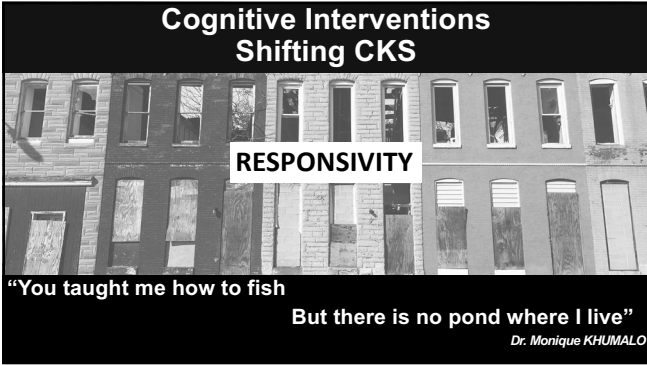 Cognitive Interventions
Shifting CKS
RESPONSIVITY
“You taught me how to fish
But there is no pond where I live”
Dr. Monique KHUMALO